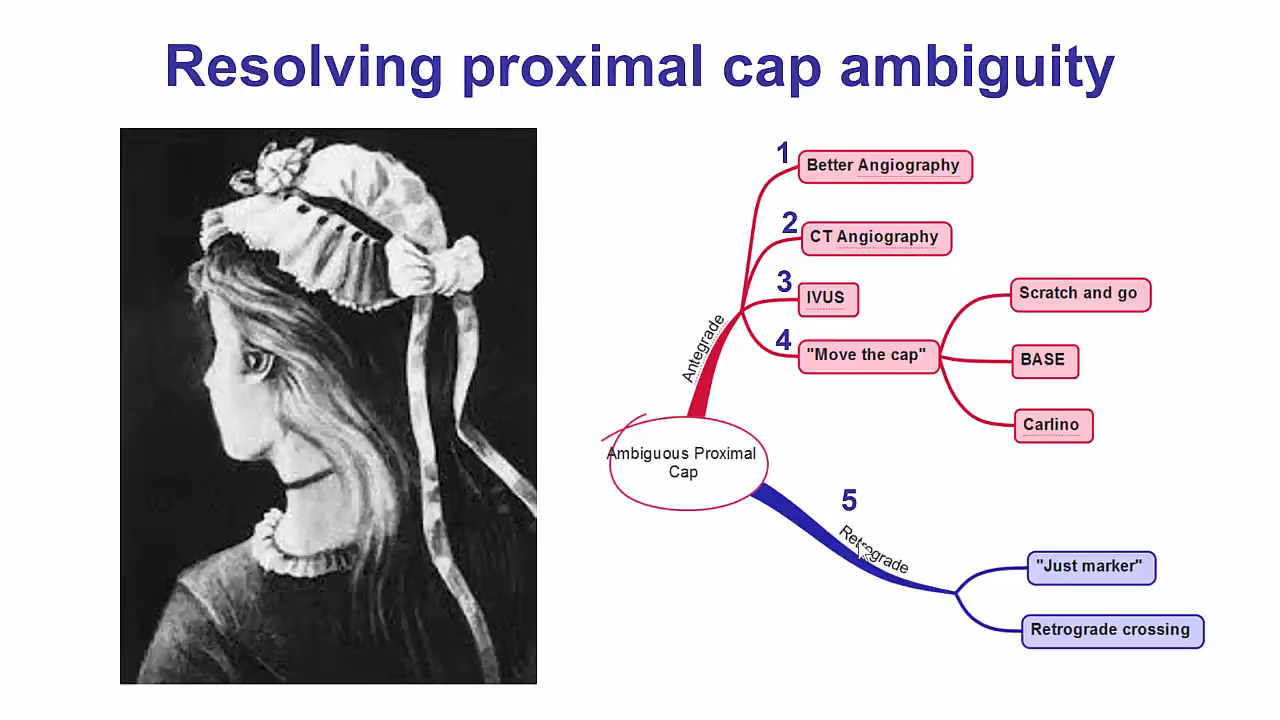 Resolving proximal cap ambiguity
1
Better Angiography
2
CT Angiography
3
IVUS
4
"Move the cap"
Scratch and go
BASE
Carlino
Antegrade
Ambiguous Proximal
Cap
5
Retrograde
"Just marker"
Retrograde crossing